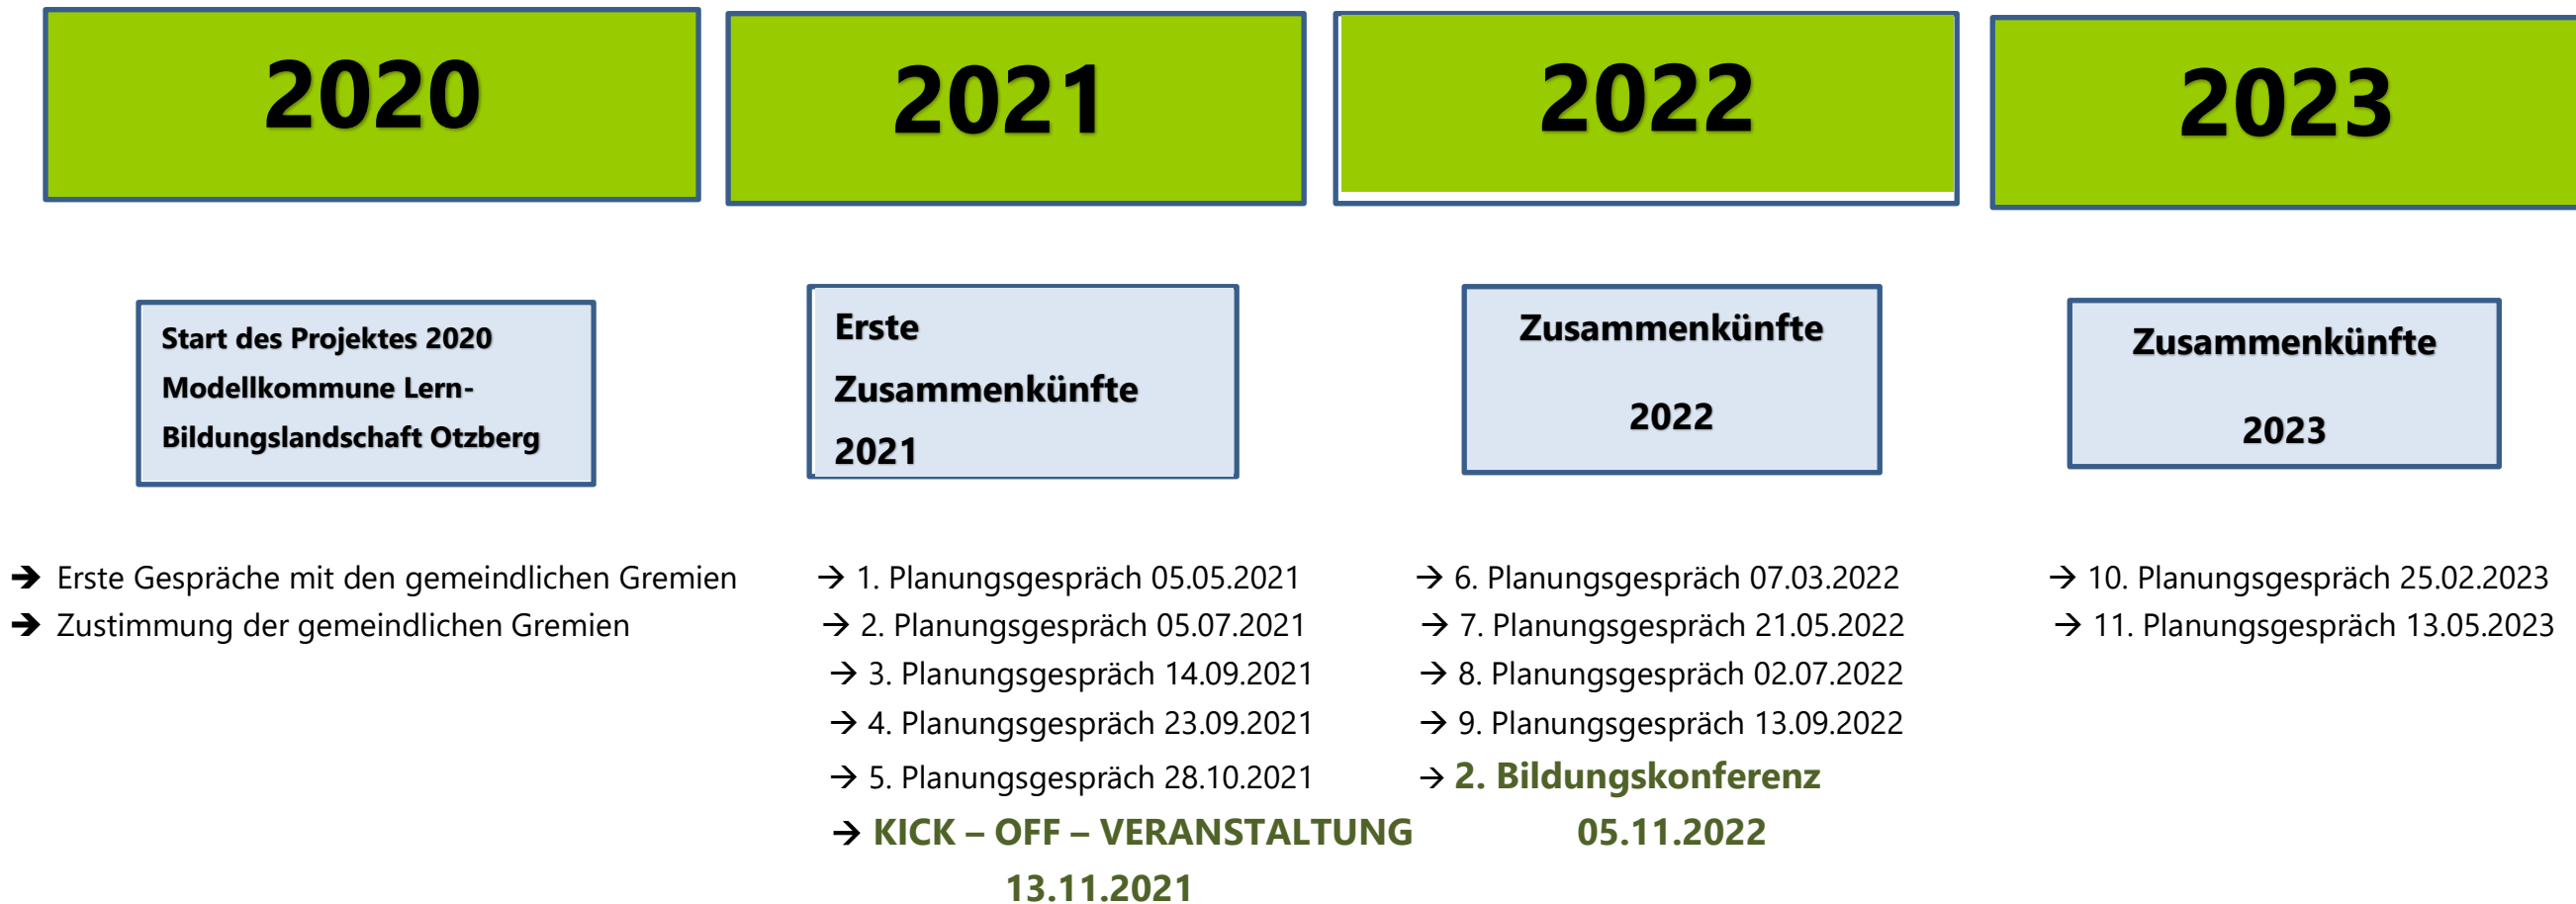 2020
2021
2022
2023
Start des Projektes 2020
Modellkommune Lern-
Bildungslandschaft Otzberg
Erste
Zusammenkünfte
2021
Zusammenkünfte
2022
Zusammenkünfte
2023
➔ Erste Gespräche mit den gemeindlichen Gremien
➔ Zustimmung der gemeindlichen Gremien
→ 1. Planungsgespräch 05.05.2021
→ 2. Planungsgespräch 05.07.2021
→ 3. Planungsgespräch 14.09.2021
→ 4. Planungsgespräch 23.09.2021
→ 5. Planungsgespräch 28.10.2021
→ KICK – OFF – VERANSTALTUNG
13.11.2021
→ 6. Planungsgespräch 07.03.2022
→ 7. Planungsgespräch 21.05.2022
→ 8. Planungsgespräch 02.07.2022
→ 9. Planungsgespräch 13.09.2022
→ 2. Bildungskonferenz
05.11.2022
→ 10. Planungsgespräch 25.02.2023
→ 11. Planungsgespräch 13.05.2023